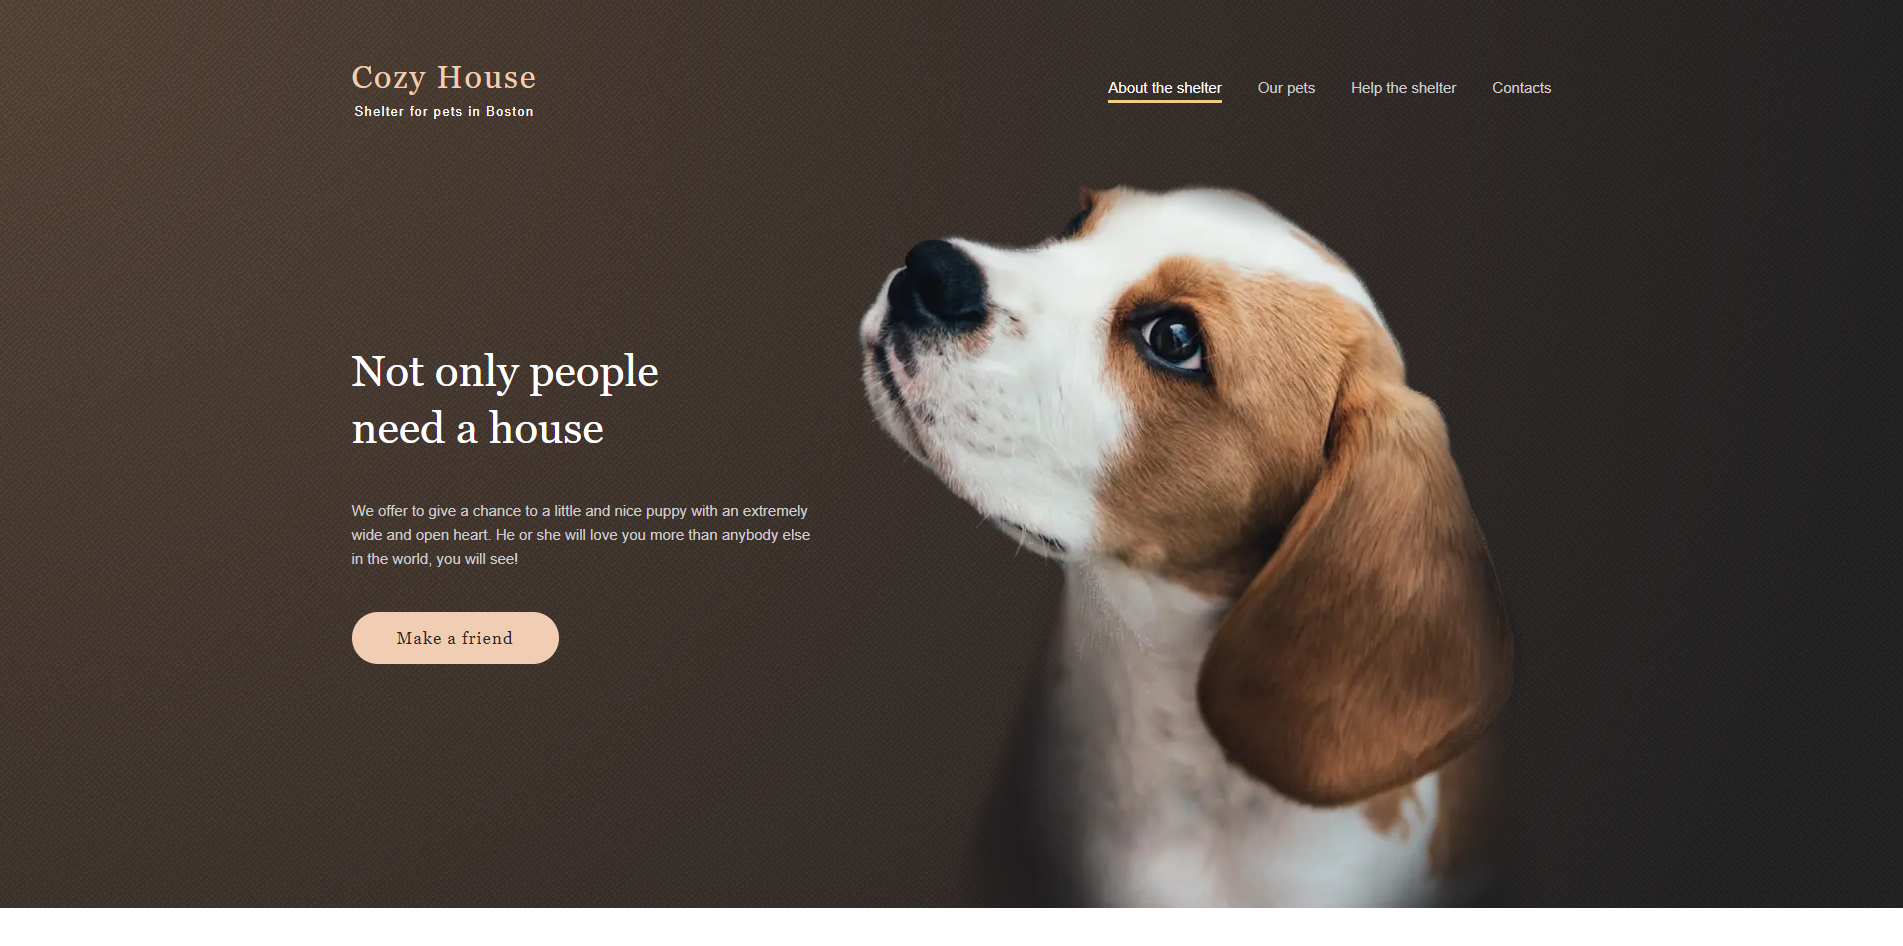 Cozy House
Shelter for pets in Boston
About the shelter
Our pets
Help the shelter
Contacts
Not only people
need a house
We offer to give a chance to a little and nice puppy with an extremely
wide and open heart. He or she will love you more than anybody else
in the world, you will see!
Make a friend